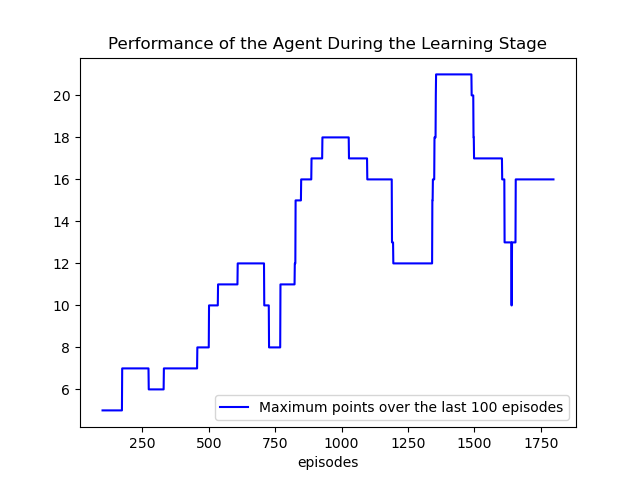 Performance of the Agent During the Learning Stage
20
18
16
14
12
10
8
6
Maximum points over the last 100 episodes
250 500 750 1000 1250 1500 1750
episodes